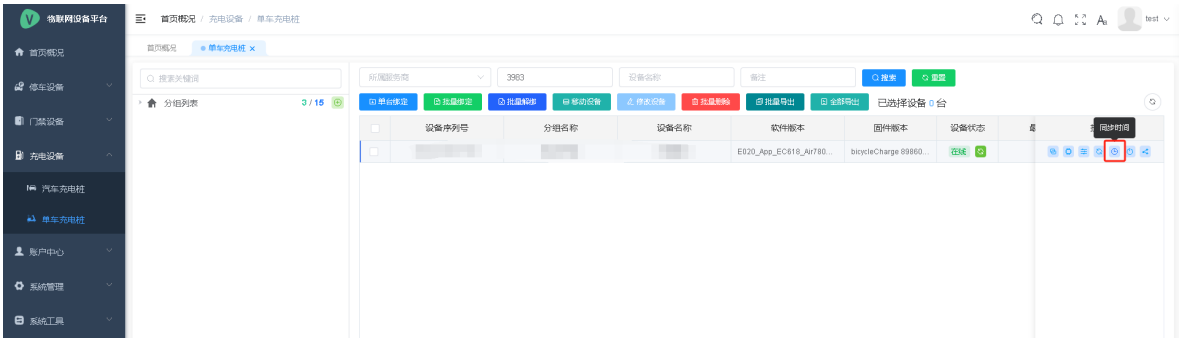 物联网设备平台
首页概况 / 充电设备 / 单车充电桩
test
首页概况
单车充电桩 ×
首页概况
停车设备
门禁设备
充电设备
汽车充电桩
单车充电桩
账户中心
系统管理
系统工具
搜索关键词
分组列表 3 / 15
所属服务商 3983 设备名称 备注 搜索 重置
单台绑定 批量绑定 批量解绑 移动设备 修改设备 批量删除 批量导出 全部导出 已选择设备 0 台
设备序列号 分组名称 设备名称 软件版本 固件版本 设备状态
同步时间
E020_App_EC618_Air780... bicycleCharge 89860... 在线